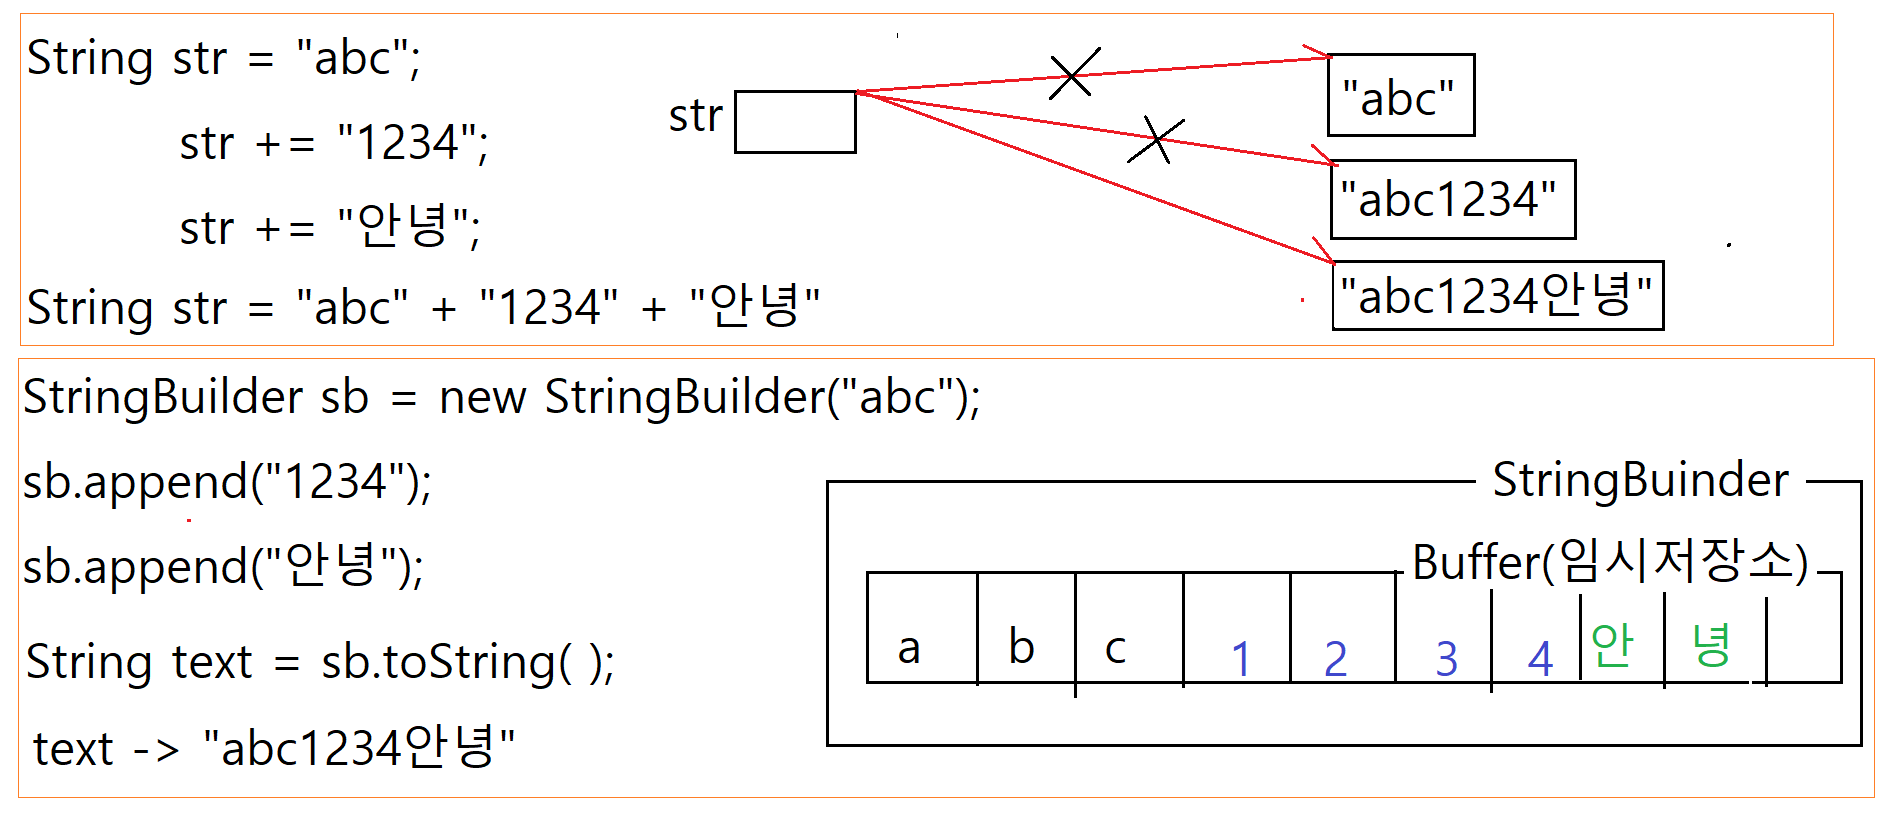 String str = "abc";
str += "1234";
str += "안녕";
String str = "abc" + "1234" + "안녕"
str
"abc"
"abc1234"
"abc1234안녕"
StringBuilder sb = new StringBuilder("abc");
sb.append("1234");
sb.append("안녕");
String text = sb.toString( );
text -> "abc1234안녕"
StringBuinder
Buffer(임시저장소)
a b c 1 2 3 4 안 녕